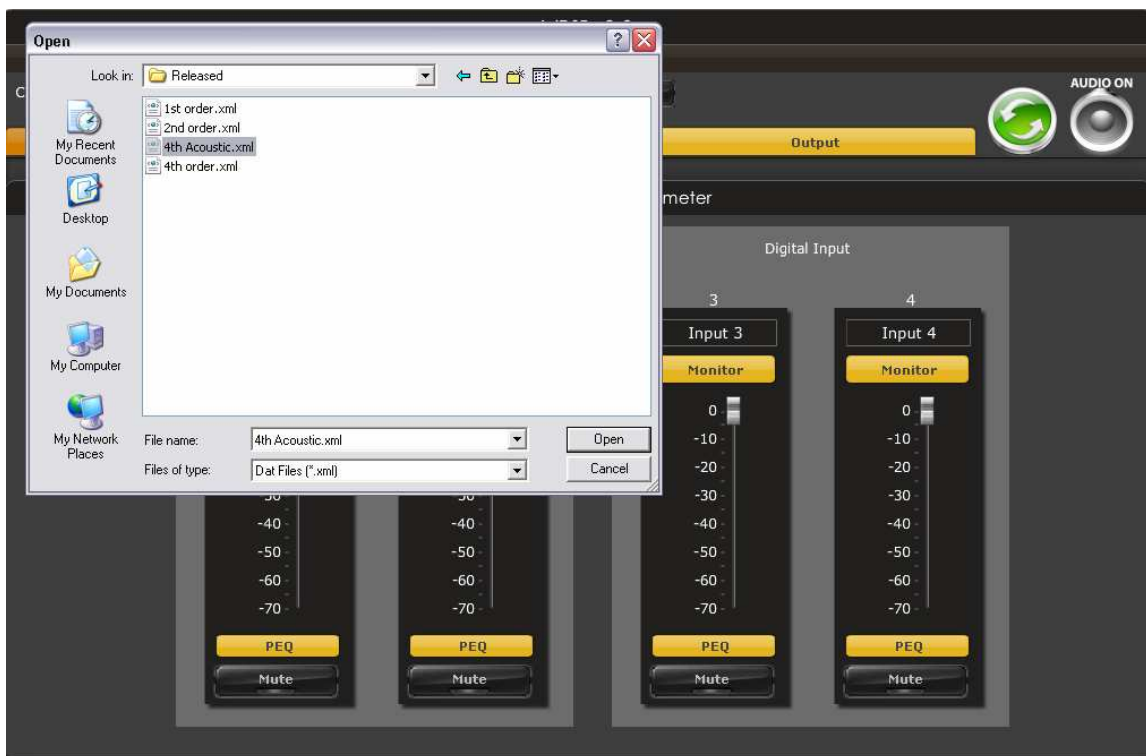 Open
Look in:
Released
1st order.xml
2nd order.xml
4th Acoustic.xml
4th order.xml
My Recent
Documents
Desktop
My Documents
My Computer
My Network
Places
File name:
4th Acoustic.xml
Open
Files of type:
Dat Files (*.xml)
Cancel
AUDIO ON
Output
meter
Digital Input
3
4
Input 3
Input 4
Monitor
Monitor
0
0
-10
-10
-20
-20
-30
-30
-40
-40
-40
-40
-50
-50
-50
-50
-60
-60
-60
-60
-70
-70
-70
-70
PEQ
PEQ
PEQ
PEQ
Mute
Mute
Mute
Mute